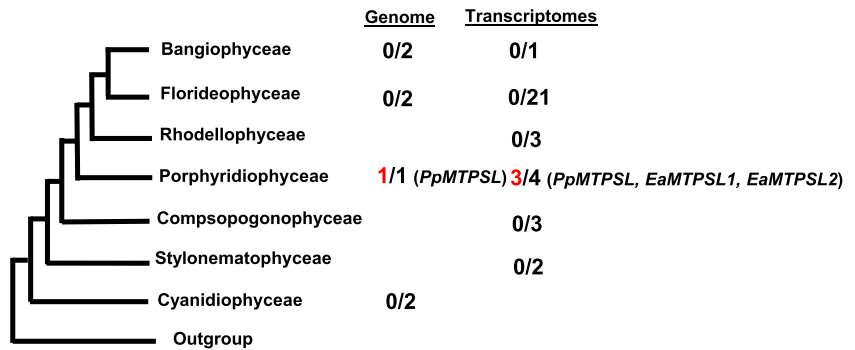 Genome Transcriptomes
Bangiophyceae 0/2 0/1
Florideophyceae 0/2 0/21
Rhodellophyceae 0/3
Porphyridiophyceae 1/1 (PpMTPSL) 3/4 (PpMTPSL, EaMTPSL1, EaMTPSL2)
Compsopogonophyceae 0/3
Stylonematophyceae 0/2
Cyanidiophyceae 0/2
Outgroup